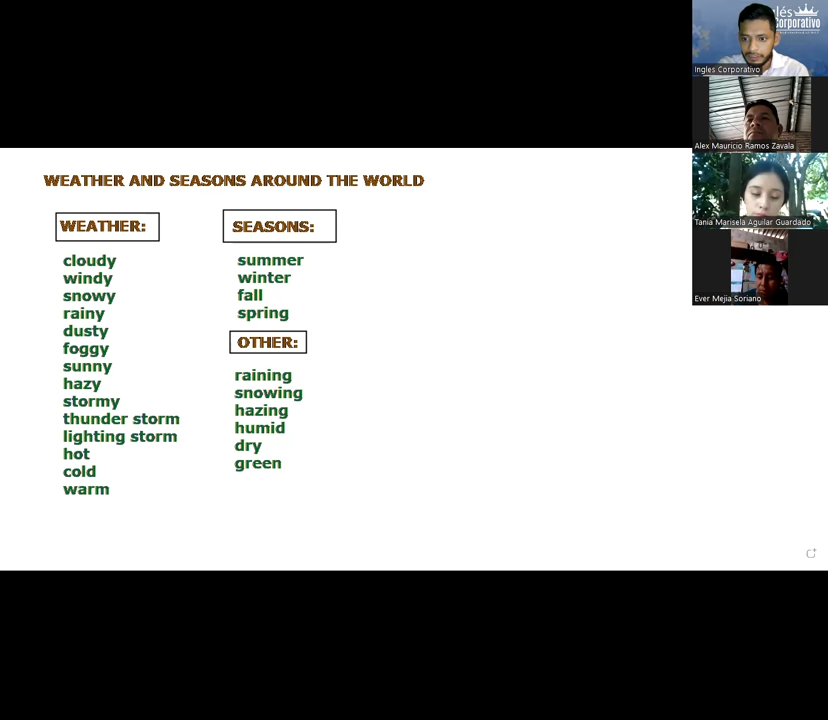 WEATHER AND SEASONS AROUND THE WORLD
WEATHER:
cloudy
windy
snowy
rainy
dusty
foggy
sunny
hazy
stormy
thunder storm
lighting storm
hot
cold
warm
SEASONS:
summer
winter
fall
spring
OTHER:
raining
snowing
hazing
humid
dry
green
glés
corporativo
Ingles Corporativo
Alex Mauricio Ramos Zavala
Tania Marisela Aguilar Guardado
Ever Mejia Soriano